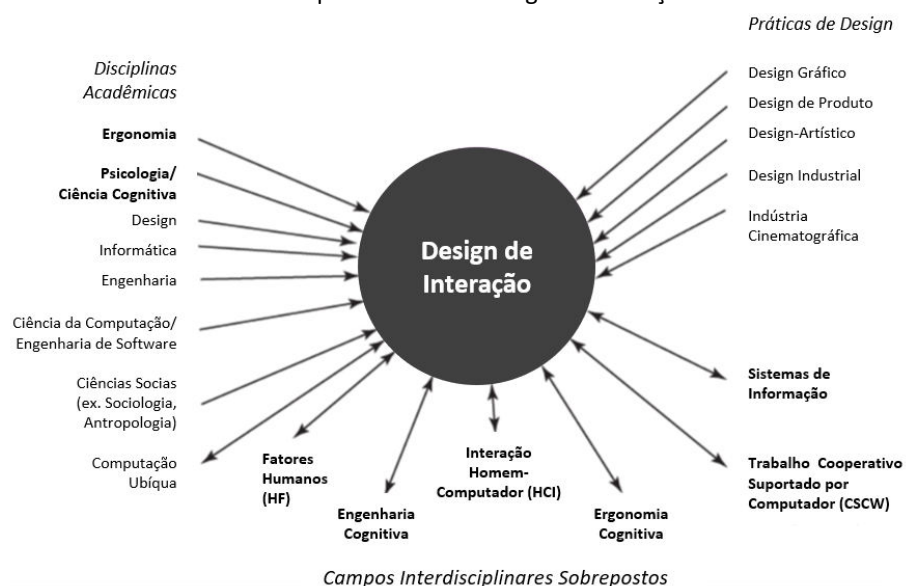 Práticas de Design
Disciplinas
Acadêmicas
Ergonomia
Psicologia/
Ciência Cognitiva
Design
Informática
Engenharia
Ciência da Computação/
Engenharia de Software
Ciências Socias
(ex. Sociologia,
Antropologia)
Computação
Ubíqua
Design de
Interação
Design Gráfico
Design de Produto
Design-Artístico
Design Industrial
Indústria
Cinematográfica
Sistemas de
Informação
Trabalho Cooperativo
Suportado por
Computador (CSCW)
Fatores
Humanos
(HF)
Engenharia
Cognitiva
Interação
Homem-
Computador (HCI)
Ergonomia
Cognitiva
Campos Interdisciplinares Sobrepostos